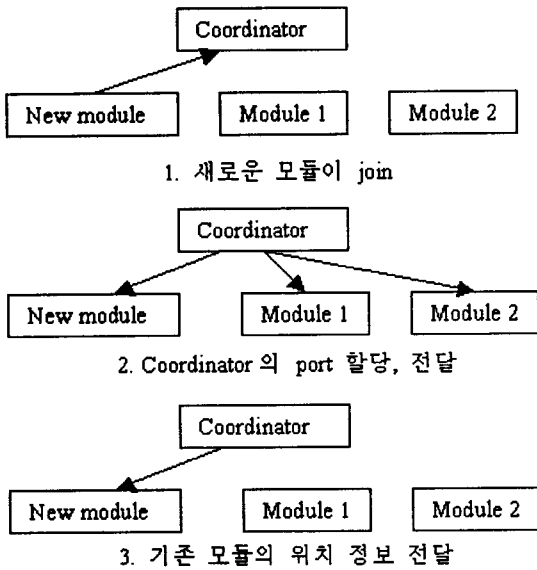 Coordinator
New module Module 1 Module 2
1. 새로운 모듈이 join
Coordinator
New module Module 1 Module 2
2. Coordinator 의 port 할당, 전달
Coordinator
New module Module 1 Module 2
3. 기존 모듈의 위치 정보 전달